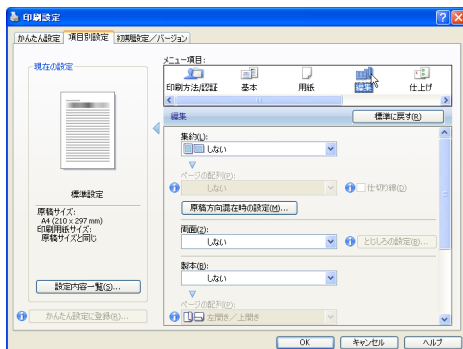 印刷設定
かんたん設定 項目別設定 初期設定／バージョン
現在の設定
標準設定
原稿サイズ:
A4 (210 x 297 mm)
印刷用紙サイズ:
原稿サイズと同じ
設定内容一覧(S)...
かんたん設定に登録(R)...
メニュー項目:
印刷方法/認証 基本 用紙 編集 仕上げ
編集 標準に戻す(R)
集約(L):
しない
ページの配列(P):
しない 仕切り線(D)
原稿方向混在時の設定(M)...
両面(2):
しない とじしろの設定(B)...
製本(B):
しない
ページの配列(P):
左開き／上開き
OK キャンセル ヘルプ